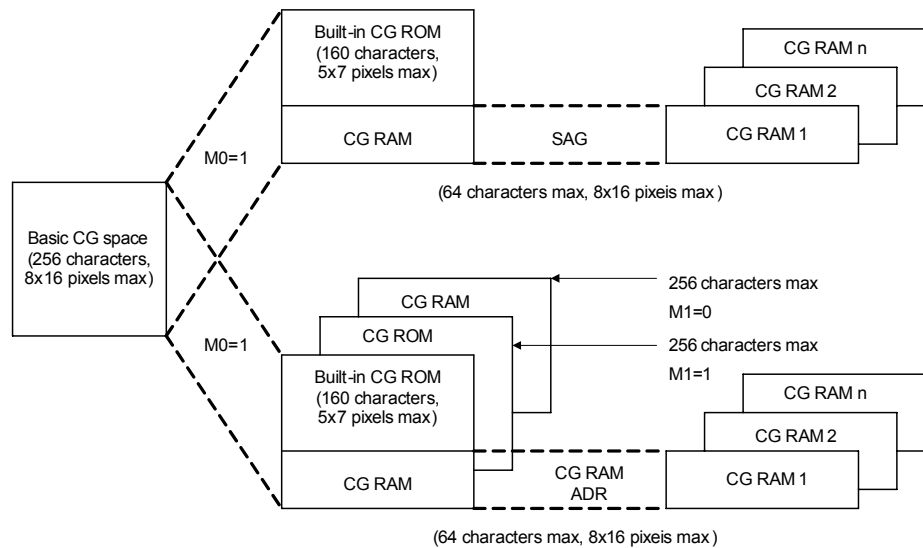 Built-in CG ROM
(160 characters,
5x7 pixels max)
CG RAM
M0=1
SAG
CG RAM n
CG RAM 2
CG RAM 1
(64 characters max, 8x16 pixeis max )
Basic CG space
(256 characters,
8x16 pixels max)
M0=1
CG RAM
CG ROM
Built-in CG ROM
(160 characters,
5x7 pixels max)
CG RAM
256 characters max
M1=0
256 characters max
M1=1
CG RAM
ADR
CG RAM n
CG RAM 2
CG RAM 1
(64 characters max, 8x16 pixels max )